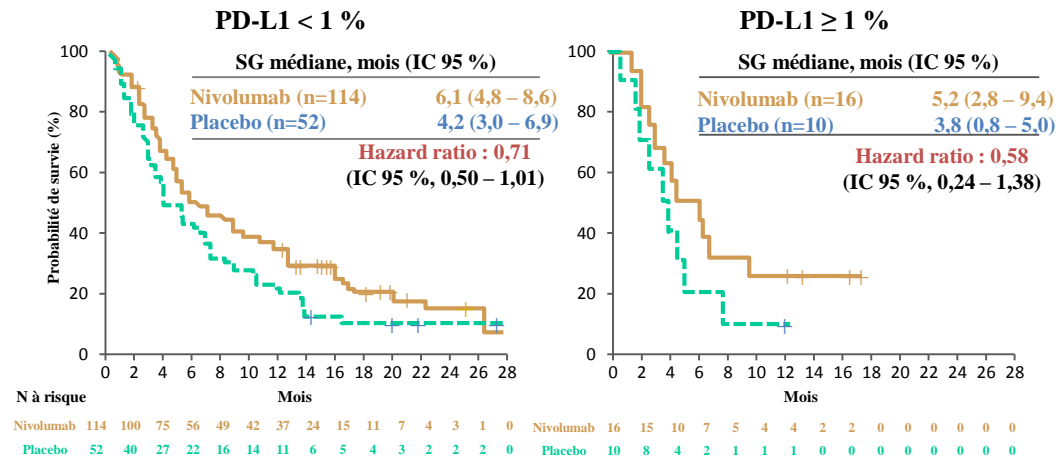 PD-L1 < 1 %
SG médiane, mois (IC 95 %)
Nivolumab (n=114) 6,1 (4,8 – 8,6)
Placebo (n=52) 4,2 (3,0 – 6,9)
Hazard ratio : 0,71
(IC 95 %, 0,50 – 1,01)
Probabilité de survie (%)
100
80
60
40
20
0
0 2 4 6 8 10 12 14 16 18 20 22 24 26 28
N à risque Mois
Nivolumab 114 100 75 56 49 42 37 24 15 11 7 4 3 1 0
Placebo 52 40 27 22 16 14 11 6 5 4 3 2 2 2 0
PD-L1 ≥ 1 %
SG médiane, mois (IC 95 %)
Nivolumab (n=16) 5,2 (2,8 – 9,4)
Placebo (n=10) 3,8 (0,8 – 5,0)
Hazard ratio : 0,58
(IC 95 %, 0,24 – 1,38)
100
80
60
40
20
0
0 2 4 6 8 10 12 14 16 18 20 22 24 26 28
Mois
Nivolumab 16 15 10 7 5 4 4 2 2 0 0 0 0 0 0
Placebo 10 8 4 2 1 1 1 0 0 0 0 0 0 0 0